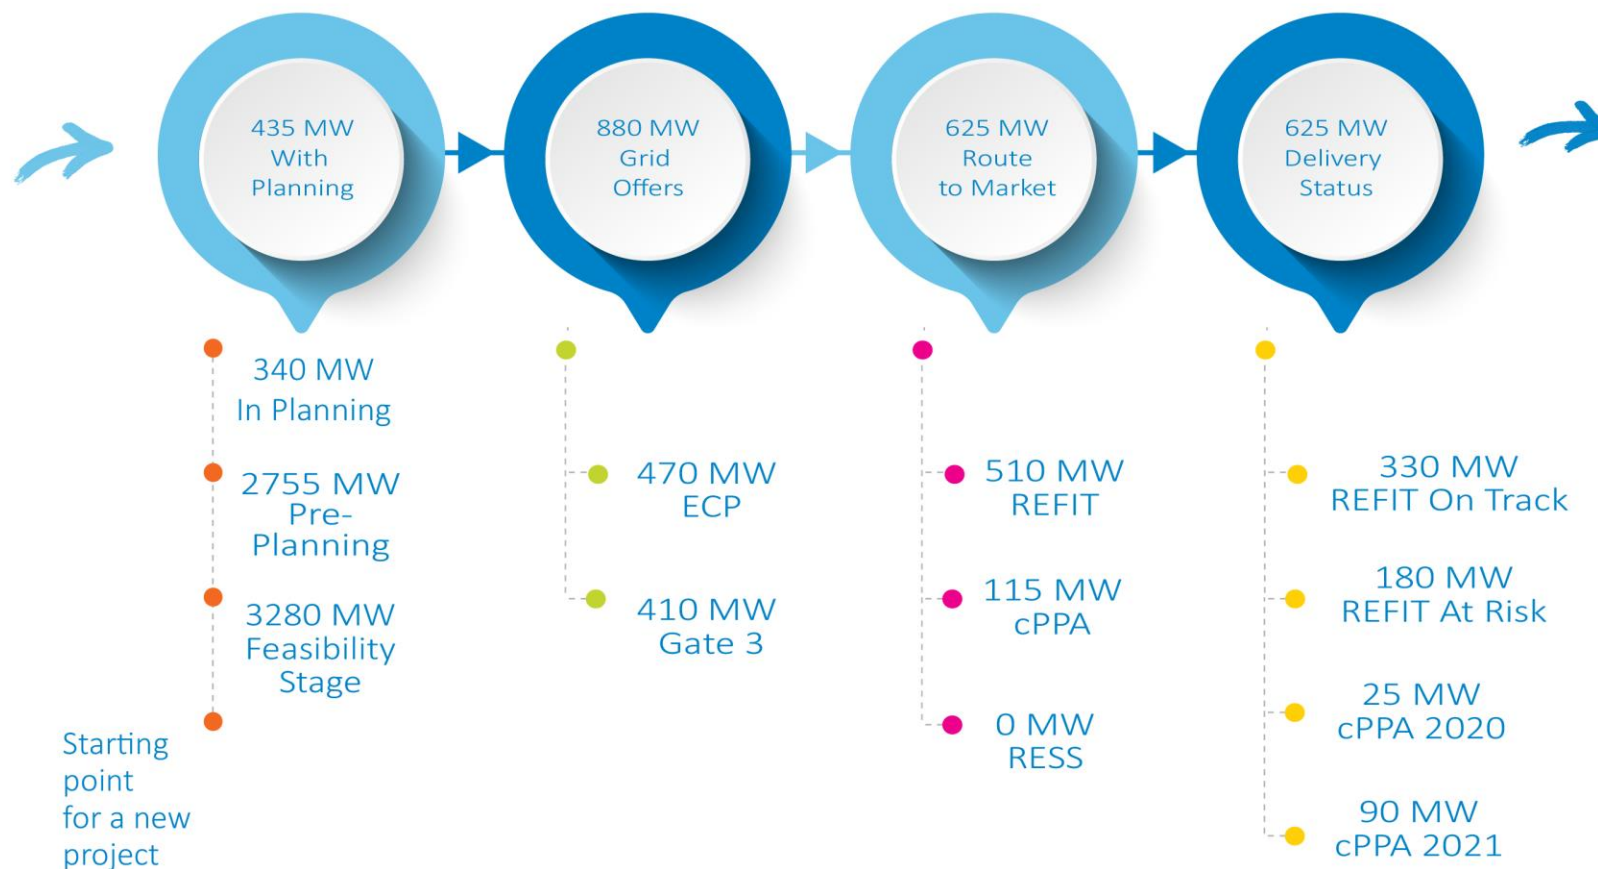 435 MW
With
Planning
880 MW
Grid
Offers
625 MW
Route
to Market
625 MW
Delivery
Status
340 MW
In Planning
2755 MW
Pre-
Planning
3280 MW
Feasibility
Stage
Starting
point
for a new
project
470 MW
ECP
410 MW
Gate 3
510 MW
REFIT
115 MW
cPPA
0 MW
RESS
330 MW
REFIT On Track
180 MW
REFIT At Risk
25 MW
cPPA 2020
90 MW
cPPA 2021